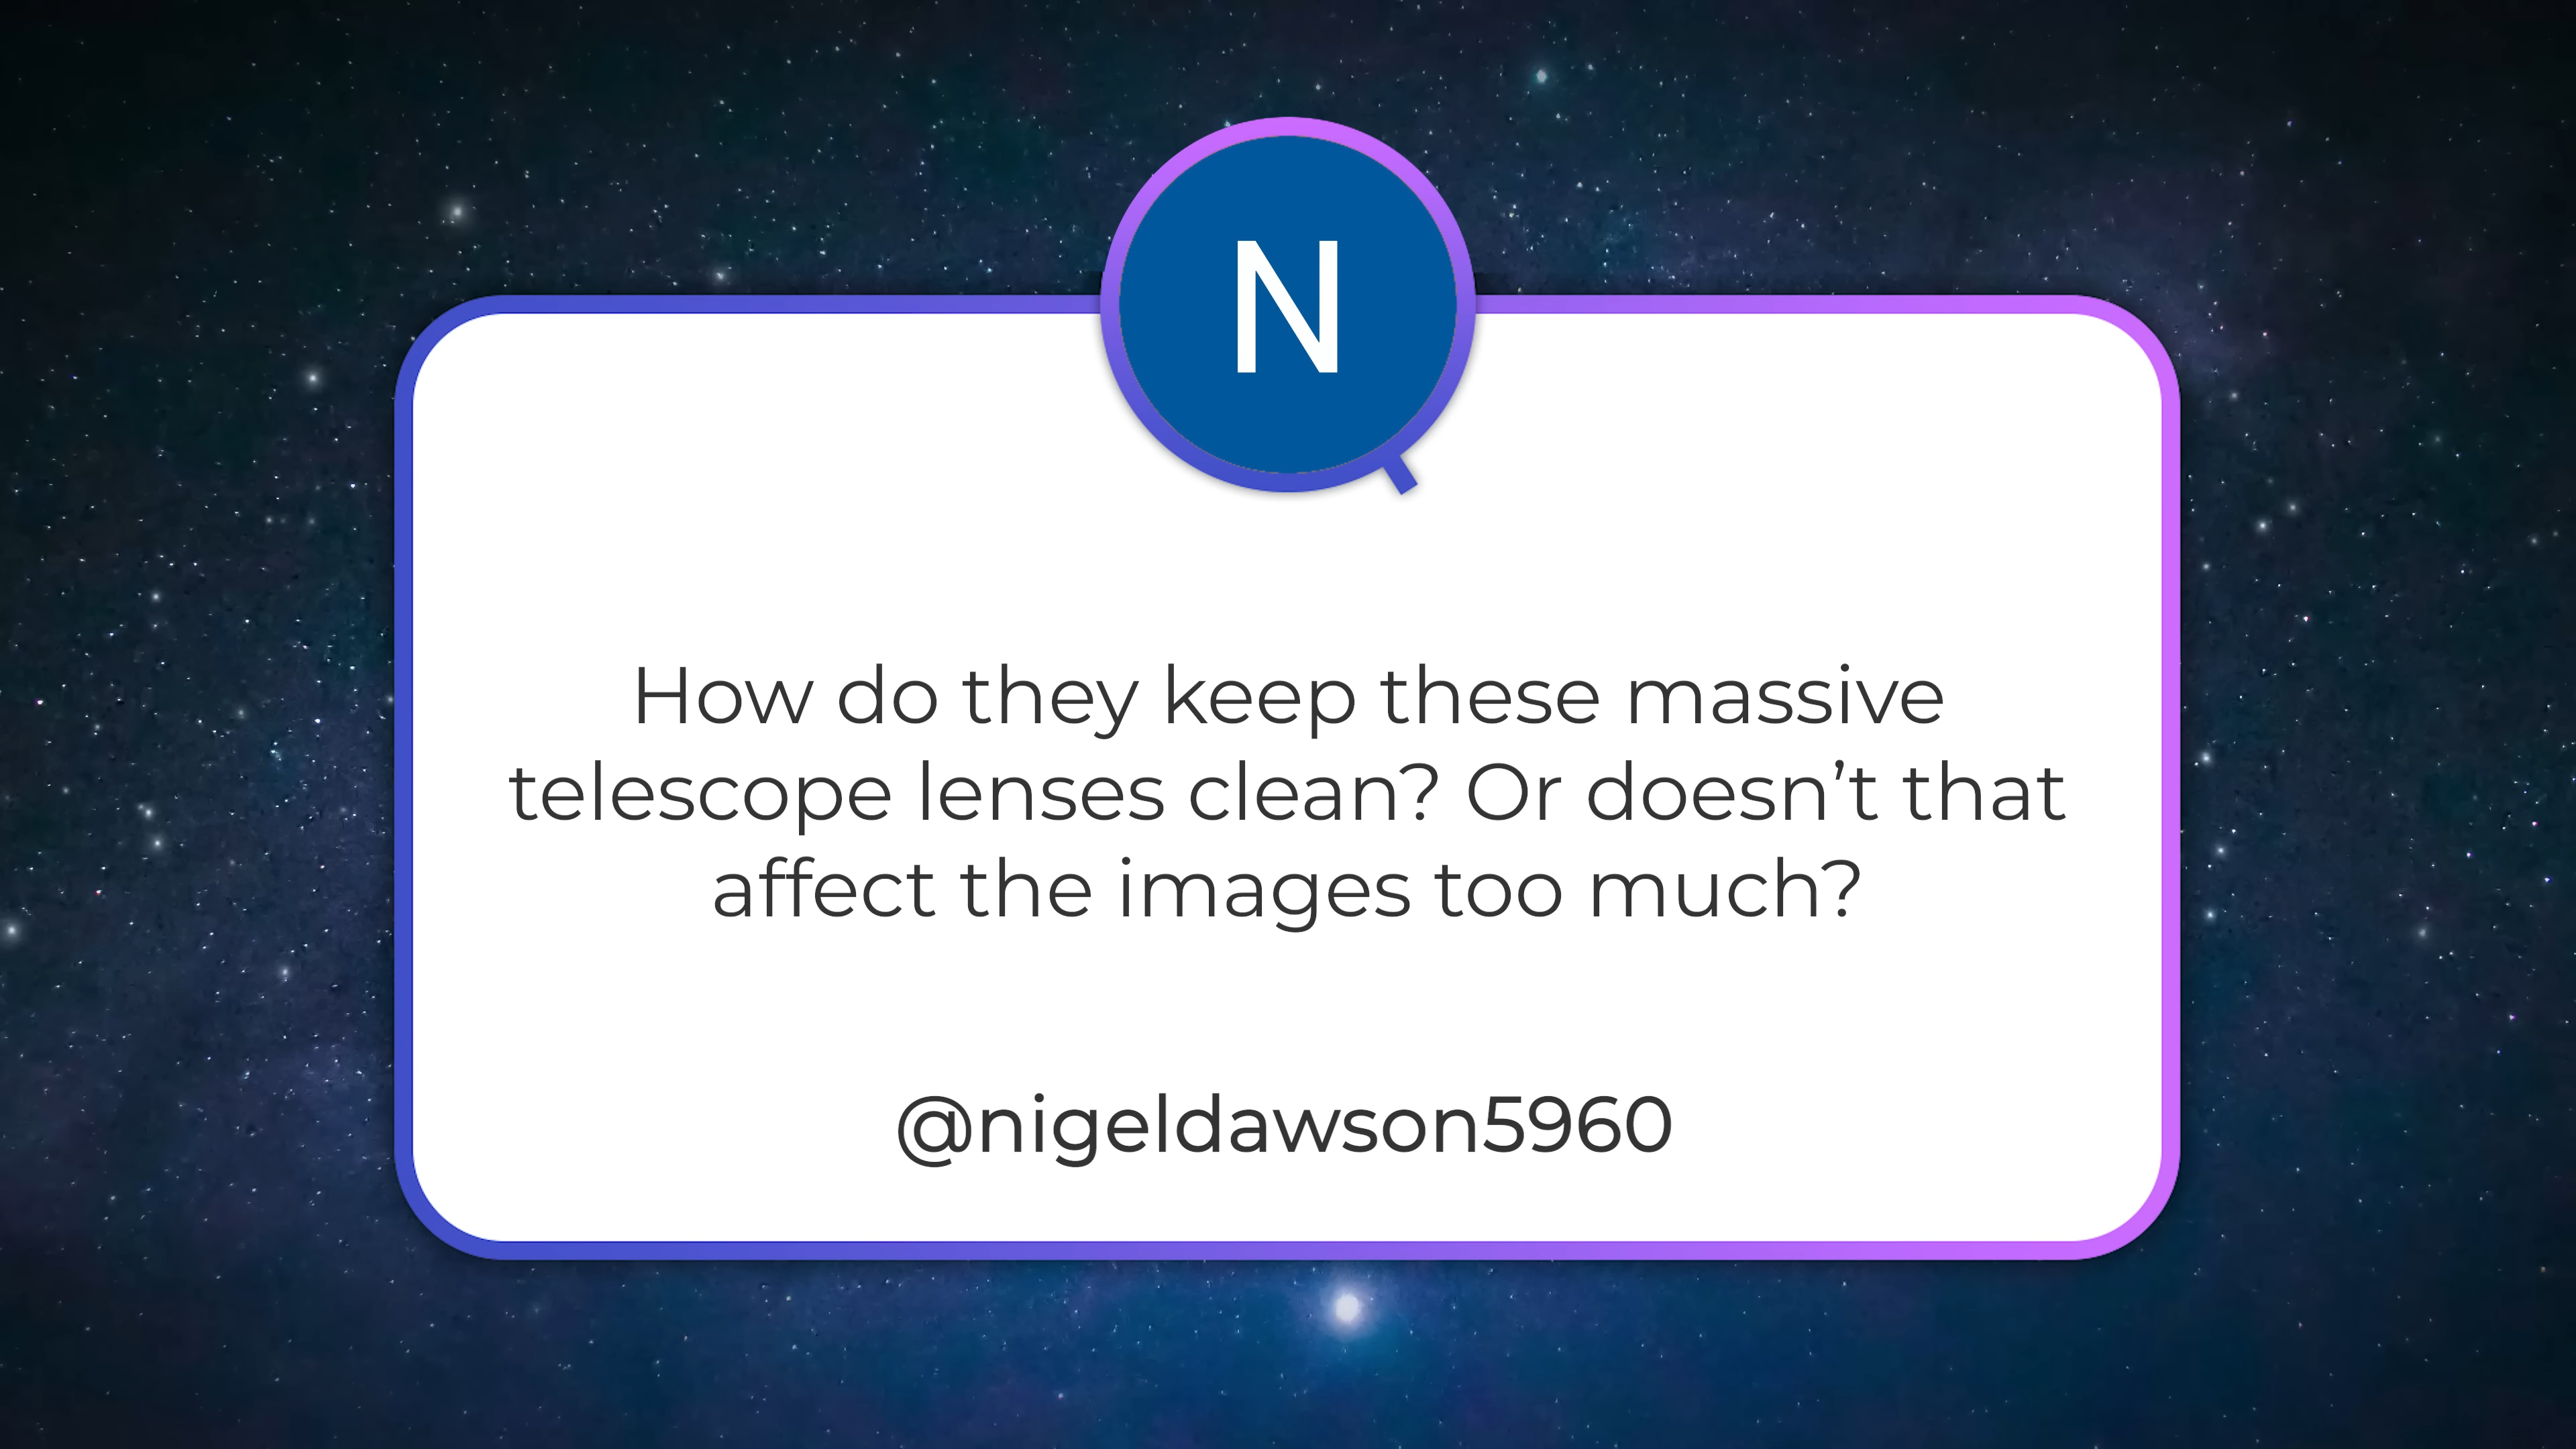 N
How do they keep these massive
telescope lenses clean? Or doesn’t that
affect the images too much?
@nigeldawson5960